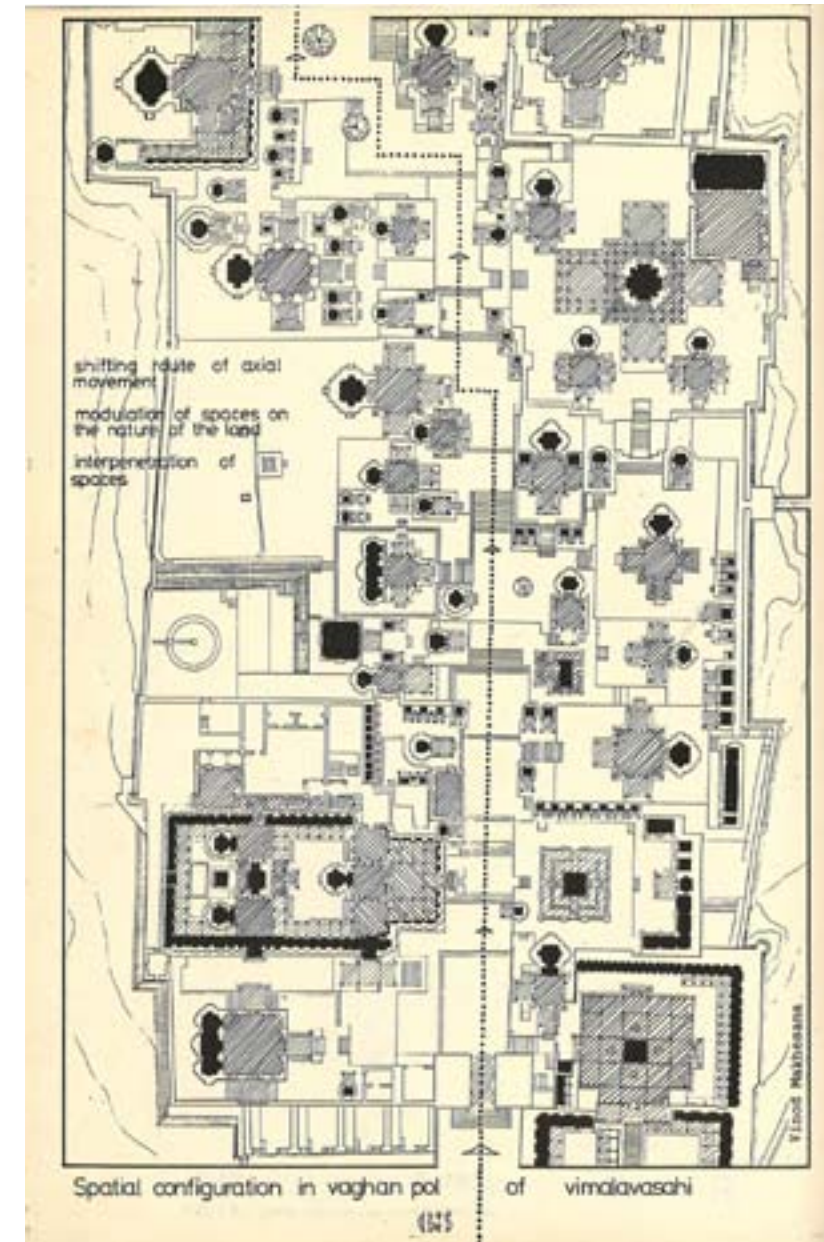 shifting route of axial
movement
modulation of spaces on
the nature of the land
interpenetration of
spaces
Vinod Makhesana
Spatial configuration in vaghan pol of vimalavasahi